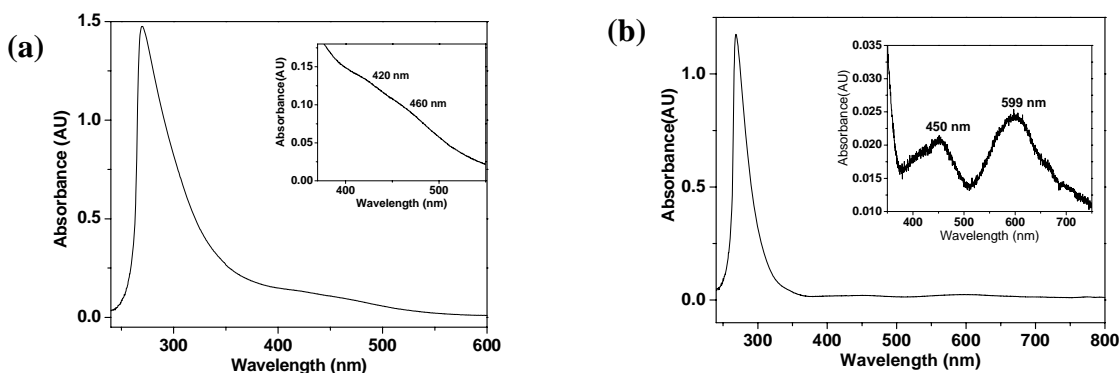 (a)
1.5
1.0
0.5
0.0
Absorbance (AU)
300
400
500
600
Wavelength (nm)
0.15
0.10
0.05
0.00
Absorbance(AU)
420 nm
460 nm
400
500
Wavelength (nm)
(b)
1.0
0.5
0.0
Absorbance(AU)
300
400
500
600
700
800
Wavelength (nm)
0.035
0.030
0.025
0.020
0.015
0.010
Absorbance(AU)
450 nm
599 nm
400
500
600
700
Wavelength (nm)